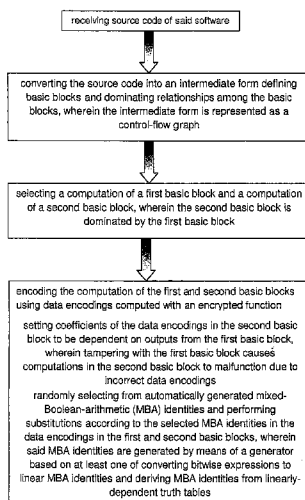 receiving source code of said software
converting the source code into an intermediate form defining
basic blocks and dominating relationships among the basic
blocks, wherein the intermediate form is represented as a
control-flow graph
selecting a computation of a first basic block and a computation
of a second basic block, wherein the second basic block is
dominated by the first basic block
encoding the computation of the first and second basic blocks
using data encodings computed with an encrypted function
setting coefficients of the data encodings in the second basic
block to be dependent on outputs from the first basic block,
wherein tampering with the first basic block causes
computations in the second basic block to malfunction due to
incorrect data encodings
randomly selecting from automatically generated mixed-
Boolean-arithmetic (MBA) identities and performing
substitutions according to the selected MBA identities in
the data encodings in the first and second basic blocks, wherein
said MBA identities are generated by means of a generator
based on at least one of converting bitwise expressions to
linear MBA identities and deriving MBA identities from linearly-
dependent truth tables